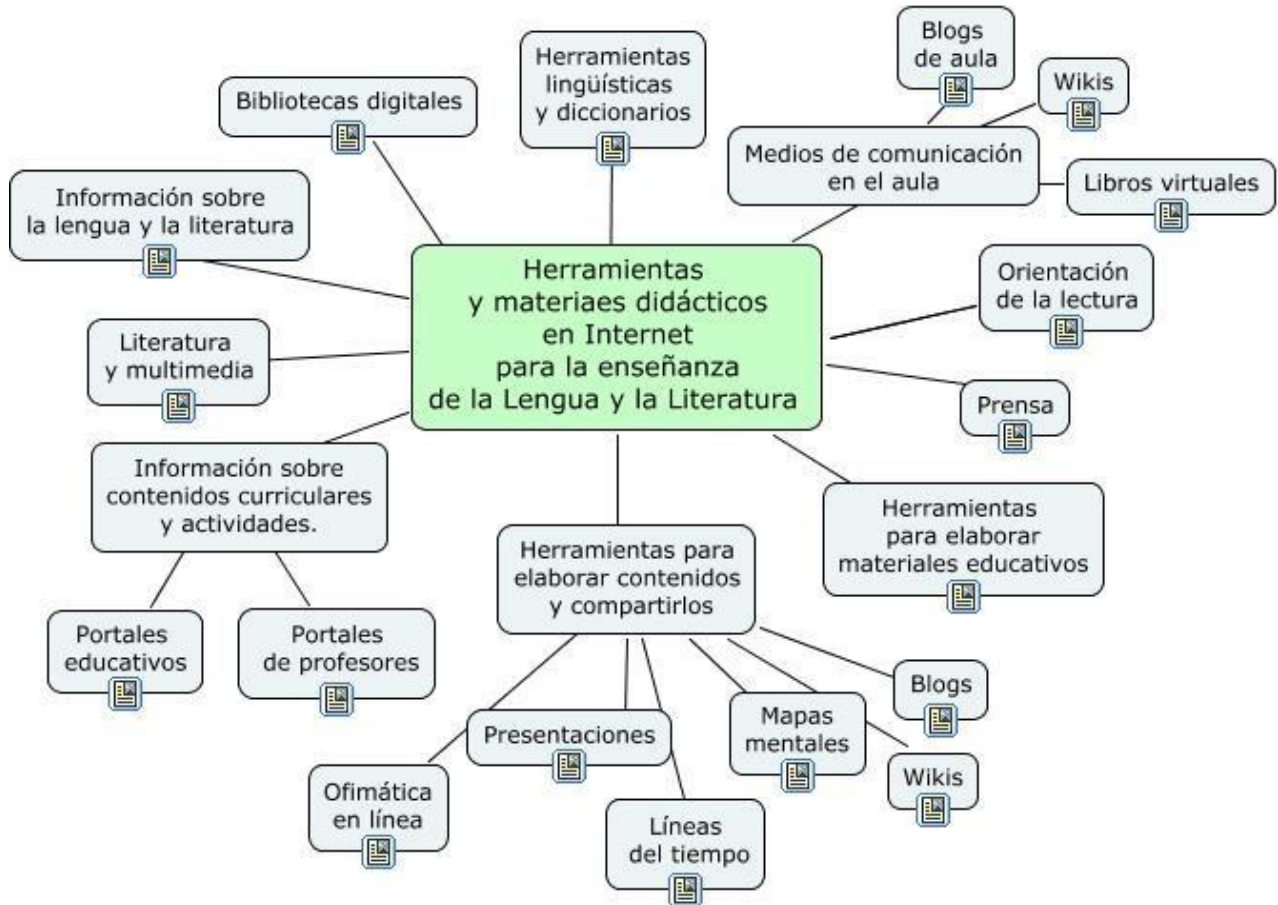 Blogs
de aula
Herramientas
lingüísticas
y diccionarios
Wikis
Bibliotecas digitales
Medios de comunicación
en el aula
Libros virtuales
Información sobre
la lengua y la literatura
Herramientas
y materiaes didácticos
en Internet
para la enseñanza
de la Lengua y la Literatura
Orientación
de la lectura
Literatura
y multimedia
Prensa
Información sobre
contenidos curriculares
y actividades.
Herramientas
para elaborar
materiales educativos
Herramientas para
elaborar contenidos
y compartirlos
Portales
educativos
Portales
de profesores
Blogs
Presentaciones
Mapas
mentales
Wikis
Ofimática
en línea
Líneas
del tiempo